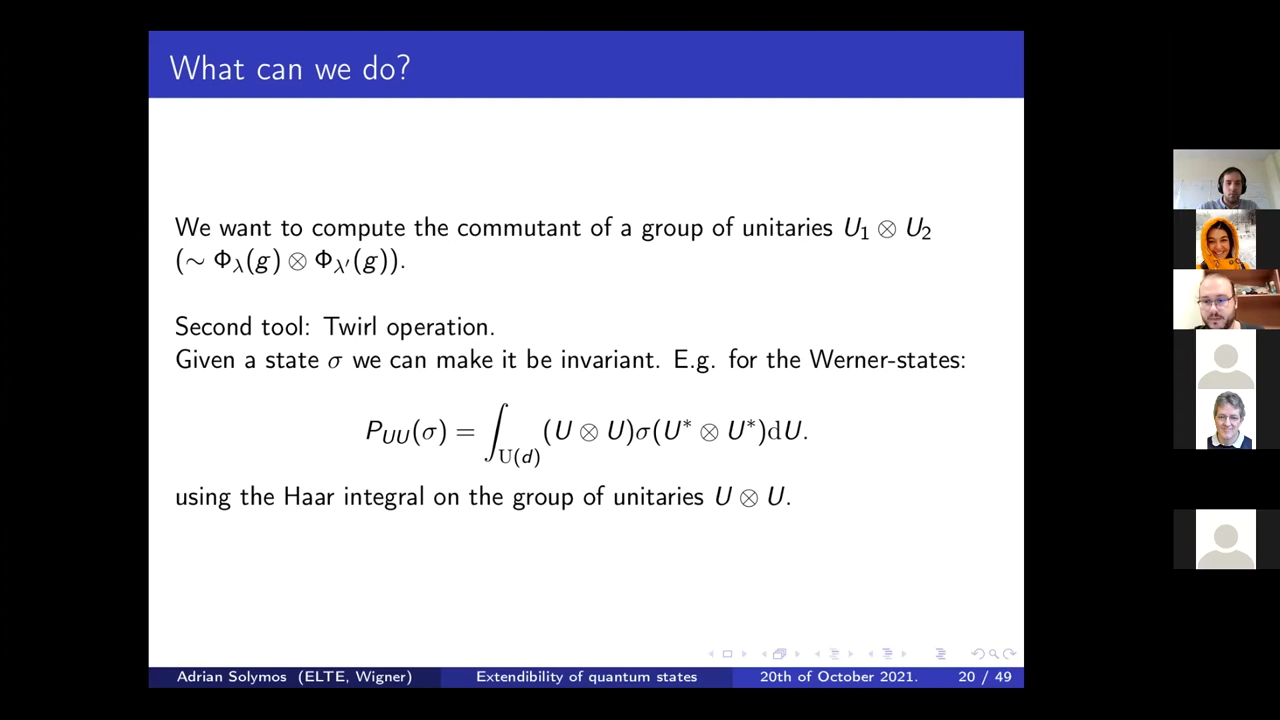 What can we do?
We want to compute the commutant of a group of unitaries U₁ ⊗ U₂
(∼ Φ_λ(g) ⊗ Φ_λ′(g)).
Second tool: Twirl operation.
Given a state σ we can make it be invariant. E.g. for the Werner-states:
P_UU(σ) = ∫_U(d) (U ⊗ U)σ(U* ⊗ U*)dU.
using the Haar integral on the group of unitaries U ⊗ U.
Adrian Solymos (ELTE, Wigner) Extendibility of quantum states 20th of October 2021. 20 / 49